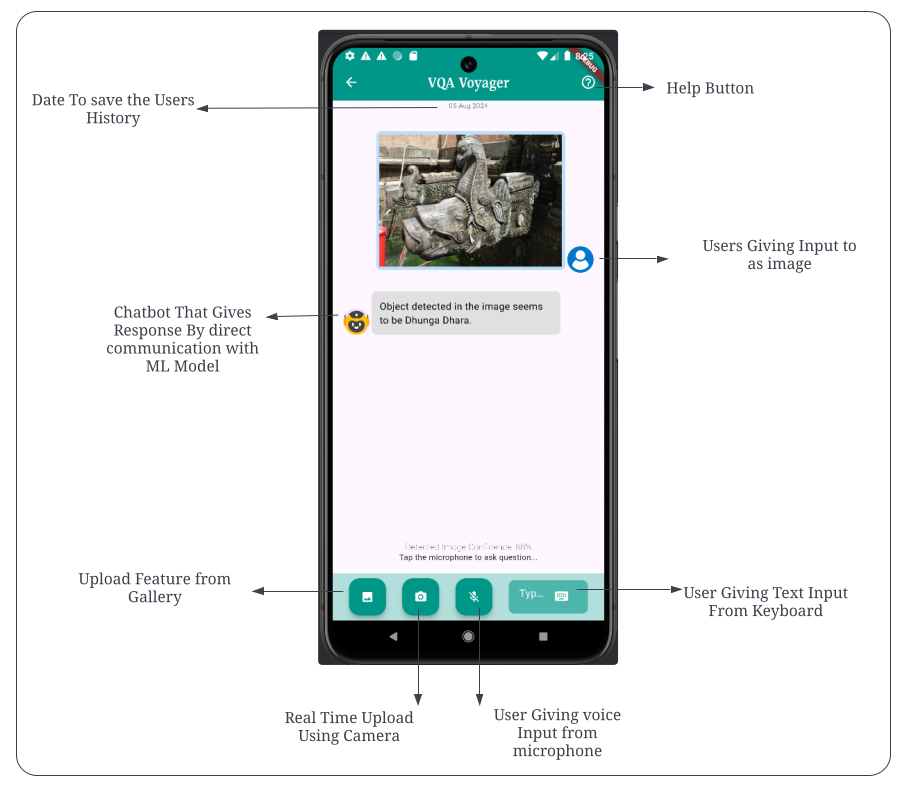 8:25
DEBUG
VQA Voyager
Help Button
Date To save the Users
History
05 Aug 2024
Users Giving Input to
as image
Object detected in the image seems
to be Dhunga Dhara.
Chatbot That Gives
Response By direct
communication with
ML Model
Detected Image Confidence:
Tap the microphone to ask question...
Upload Feature from
Gallery
Typ...
User Giving Text Input
From Keyboard
Real Time Upload
Using Camera
User Giving voice
Input from
microphone